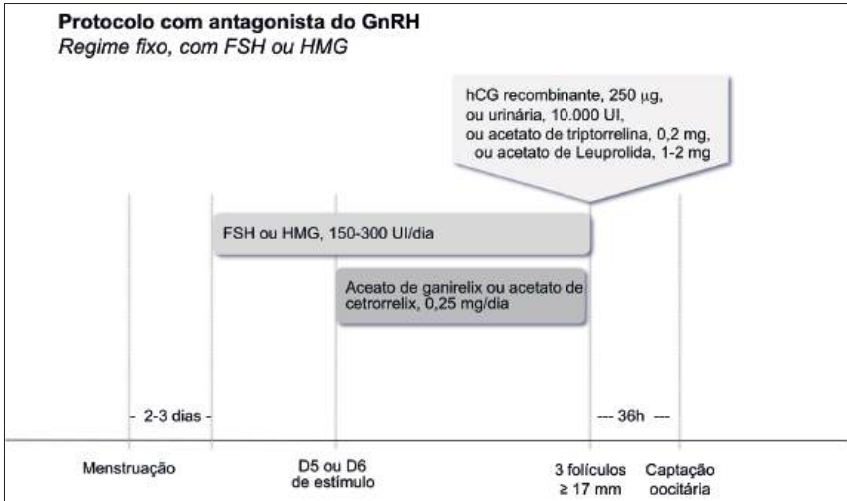 Protocolo com antagonista do GnRH
Regime fixo, com FSH ou HMG
hCG recombinante, 250 μg,
ou urinária, 10.000 UI,
ou acetato de triptorrelina, 0,2 mg,
ou acetato de Leuprolida, 1-2 mg
FSH ou HMG, 150-300 UI/dia
Aceato de ganirelix ou acetato de
cetrorrelix, 0,25 mg/dia
- 2-3 dias -
--- 36h ---
Menstruação
D5 ou D6
de estímulo
3 folículos
≥ 17 mm
Captação
oocitária